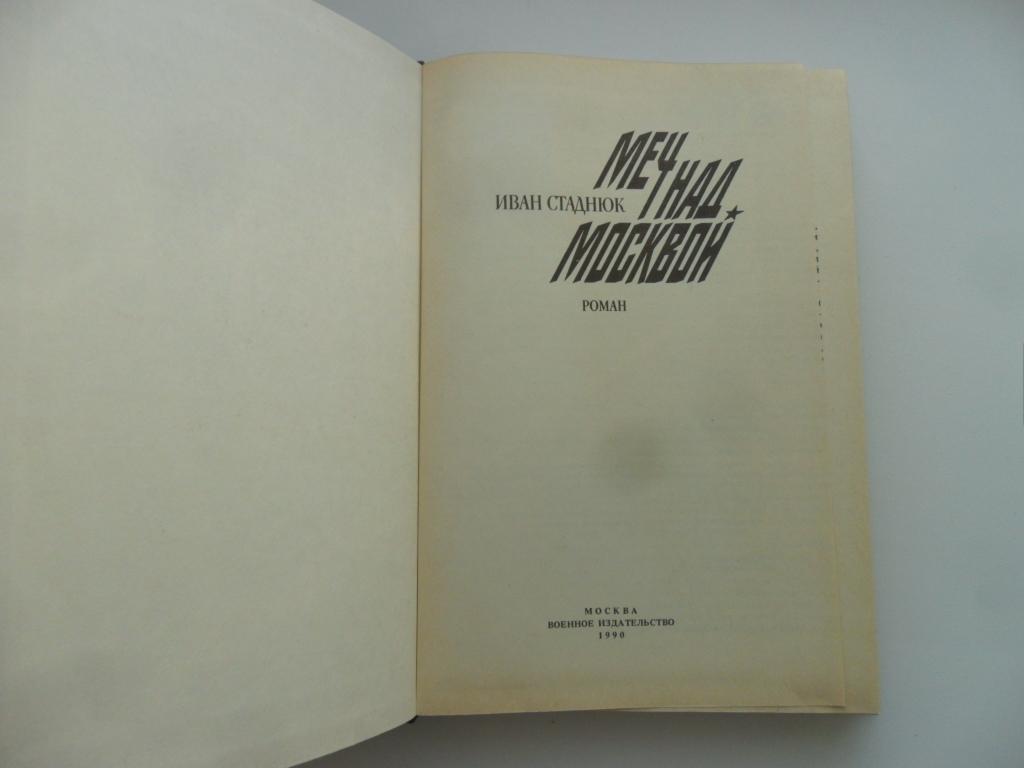 МЕЧ
НАД
МОСКВОЙ
ИВАН СТАДНЮК
РОМАН
МОСКВА
ВОЕННОЕ ИЗДАТЕЛЬСТВО
1990